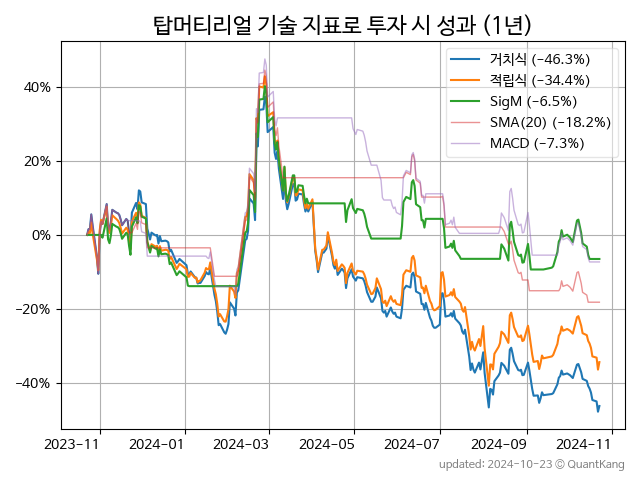 탑머티리얼 기술 지표로 투자 시 성과 (1년)
거치식 (−46.3%)
적립식 (−34.4%)
SigM (−6.5%)
SMA(20) (−18.2%)
MACD (−7.3%)
40%
20%
0%
−20%
−40%
2023−11 2024−01 2024−03 2024−05 2024−07 2024−09 2024−11
updated: 2024-10-23 © QuantKang